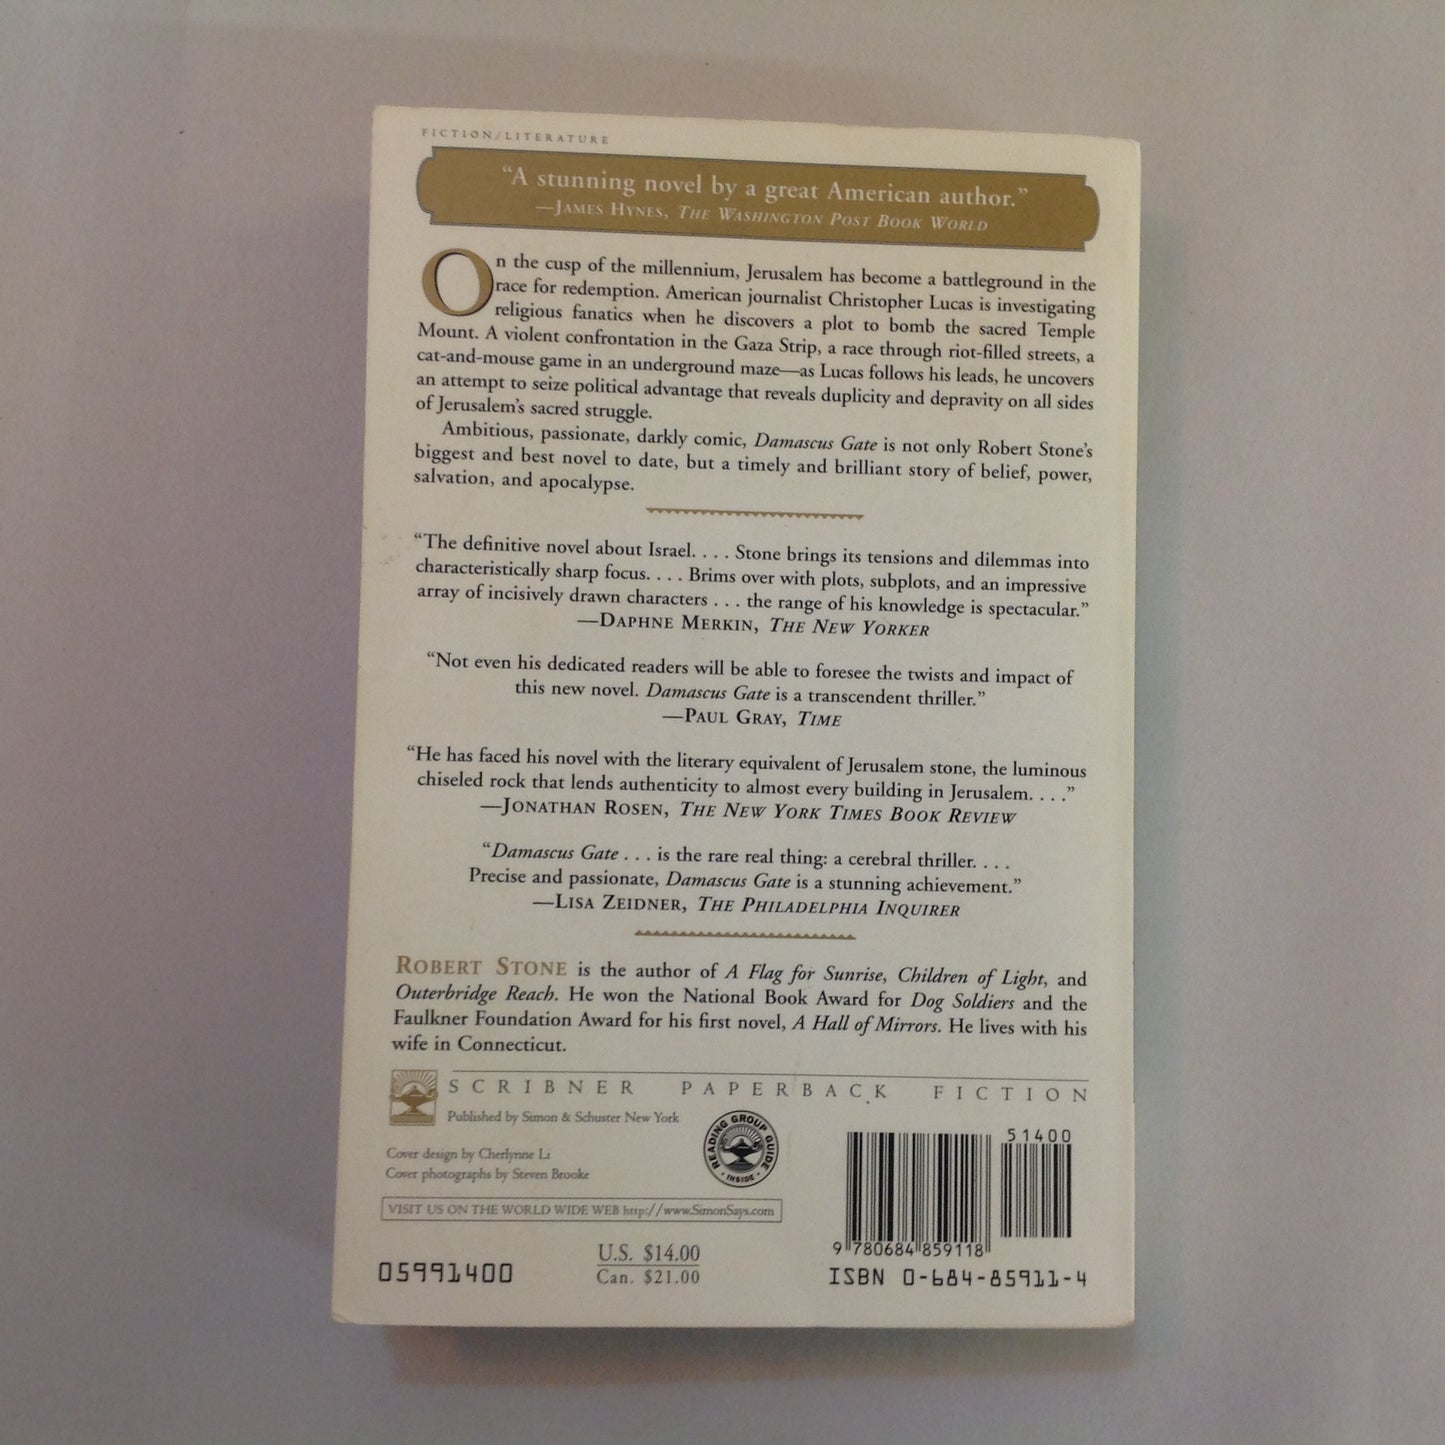 FICTION/LITERATURE
“A stunning novel by a great American author.”
—James Hynes, The Washington Post Book World
On the cusp of the millennium, Jerusalem has become a battleground in the
race for redemption. American journalist Christopher Lucas is investigating
religious fanatics when he discovers a plot to bomb the sacred Temple
Mount. A violent confrontation in the Gaza Strip, a race through riot-filled streets, a
cat-and-mouse game in an underground maze—as Lucas follows his leads, he uncovers
an attempt to seize political advantage that reveals duplicity and depravity on all sides
of Jerusalem’s sacred struggle.
Ambitious, passionate, darkly comic, Damascus Gate is not only Robert Stone’s
biggest and best novel to date, but a timely and brilliant story of belief, power,
salvation, and apocalypse.
“The definitive novel about Israel. . . . Stone brings its tensions and dilemmas into
characteristically sharp focus. . . . Brims over with plots, subplots, and an impressive
array of incisively drawn characters . . . the range of his knowledge is spectacular.”
—Daphne Merkin, The New Yorker
“Not even his dedicated readers will be able to foresee the twists and impact of
this new novel. Damascus Gate is a transcendent thriller.”
—Paul Gray, Time
“He has faced his novel with the literary equivalent of Jerusalem stone, the luminous
chiseled rock that lends authenticity to almost every building in Jerusalem. . . .”
—Jonathan Rosen, The New York Times Book Review
“Damascus Gate . . . is the rare real thing: a cerebral thriller. . . .
Precise and passionate, Damascus Gate is a stunning achievement.”
—Lisa Zeidner, The Philadelphia Inquirer
Robert Stone is the author of A Flag for Sunrise, Children of Light, and
Outerbridge Reach. He won the National Book Award for Dog Soldiers and the
Faulkner Foundation Award for his first novel, A Hall of Mirrors. He lives with his
wife in Connecticut.
SCRIBNER PAPERBACK FICTION
Published by Simon & Schuster New York
READING GROUP GUIDE
• INSIDE •
Cover design by Cherlynne Li
Cover photographs by Steven Brooke
VISIT US ON THE WORLD WIDE WEB http://www.SimonSays.com
05991400
U.S. $14.00
Can. $21.00
51400
9 780684 859118
ISBN 0-684-85911-4